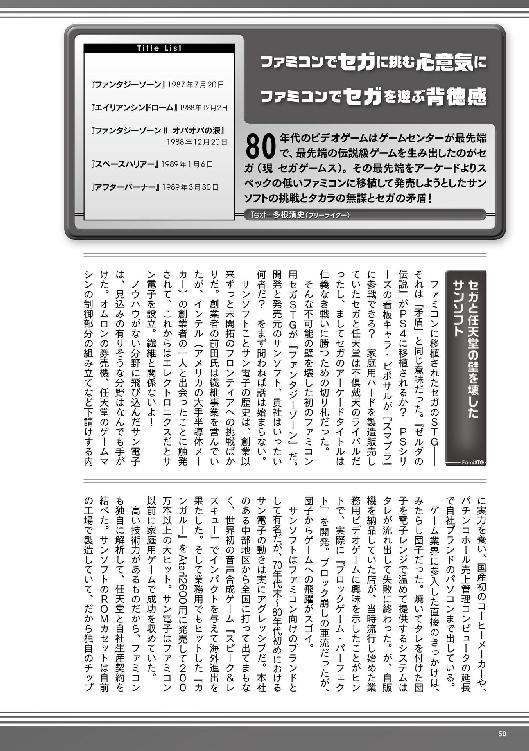 Title List
『ファンタジーゾーン』1987年7月20日
『エイリアンシンドローム』1988年12月2日
『ファンタジーゾーンⅡ オパオパの涙』
1988年12月20日
『スペースハリアー』1989年1月6日
『アフターバーナー』1989年3月30日
ファミコンでセガに挑む心意気に
ファミコンでセガを遊ぶ背徳感
80年代のビデオゲームはゲームセンターが最先端
で、最先端の伝説級ゲームを生み出したのがセ
ガ(現 セガゲームス)。その最先端をアーケードよりス
ペックの低いファミコンに移植して発売しようとしたサン
ソフトの挑戦とタカラの無謀とセガの矛盾!
Text=多根清史(フリーライター)
セガと任天堂の壁を壊した
サンソフト
ファミコンに移植されたセガのSTG——
それは『矛盾』と同じ意味だった。『ゼルダの
伝説』がPS4に移植されるか? PSシリ
ーズの看板キャラ・ピポサルが『スマブラ』
に参戦できる? 家庭用ハードを製造販売し
ていたセガと任天堂は不倶戴天のライバルだ
ったし、ましてセガのアーケードタイトルは
仁義なき戦いに勝つための切り札だった。
そんな不可能の壁を壊した初のファミコン
用セガSTGが『ファンタジーゾーン』だ。
開発と発売元のサンソフト、貴社はいったい
何者だ? をまず問わねば話は始まらない。
サンソフトことサン電子の歴史は、創業以
来ずっと未開拓のフロンティアへの挑戦ばか
りだ。創業者の前田氏は繊維事業を営んでい
たが、インテル(アメリカの大手半導体メー
カー)の創業者の一人と出会ったことに触発
されて、これからはエレクトロニクスだとサ
ン電子を設立。繊維と業係ないよ!
ノウハウがない分野に飛び込んだサン電子
は、見込みの有りそうな分野はなんでも手が
けた。オムロンの券売機、任天堂のゲームマ
シンの制御部分の組み立てなど下請けする内
に実力を養い、国産初のコーヒーメーカーや、
パチンコホール売上管理コンピュータの延長
で自社ブランドのパソコンまで出している。
ゲーム業界に参入した直接のきっかけは、
みたらし団子だった。焼いてタレを付けた団
子を電子レンジで温めて提供するシステムは
タレが流れ出して失敗に終わった。が、自販
機を納品していた店が、当時流行し始めた業
務用ビデオゲームに興味を示したことがヒン
トで、実際に『ブロックゲーム・パーフェク
ト』を開発。ブロック崩しの亜流だったが、
団子からゲームへの飛躍がスゴイ。
サンソフトはファミコン向けのブランドと
して有名だが、70年代末〜80年代初めにおける
サン電子の動きは実にアグレッシブだ。本社
のある中部地区から全国に打って出てまもな
く、世界初の音声合成ゲーム『スピーク&レ
スキュー』でインパクトを与えて海外進出を
果たした。そして業務用でもヒットした『カ
ンガルー』をAtari2600用に発売して200
万本以上の大ヒット。サン電子はファミコン
以前に家庭用ゲームで成功を収めていた。
高い技術力があるものだから、ファミコン
も独自に解析して、任天堂と自社生産契約を
結べた。サンソフトのROMカセットは自前
の工場で製造していて、だから独自のチップ
50